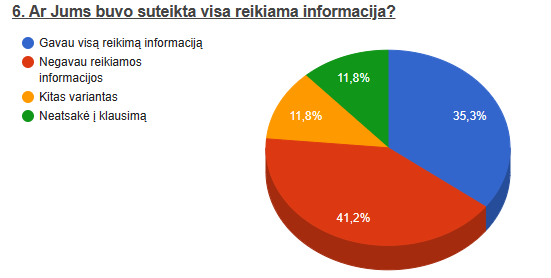 6. Ar Jums buvo suteikta visa reikiama informacija?
Gavau visą reikimą informaciją
Negavau reikiamos
informacijos
Kitas variantas
Neatsakė į klausimą
11,8%
35,3%
11,8%
41,2%